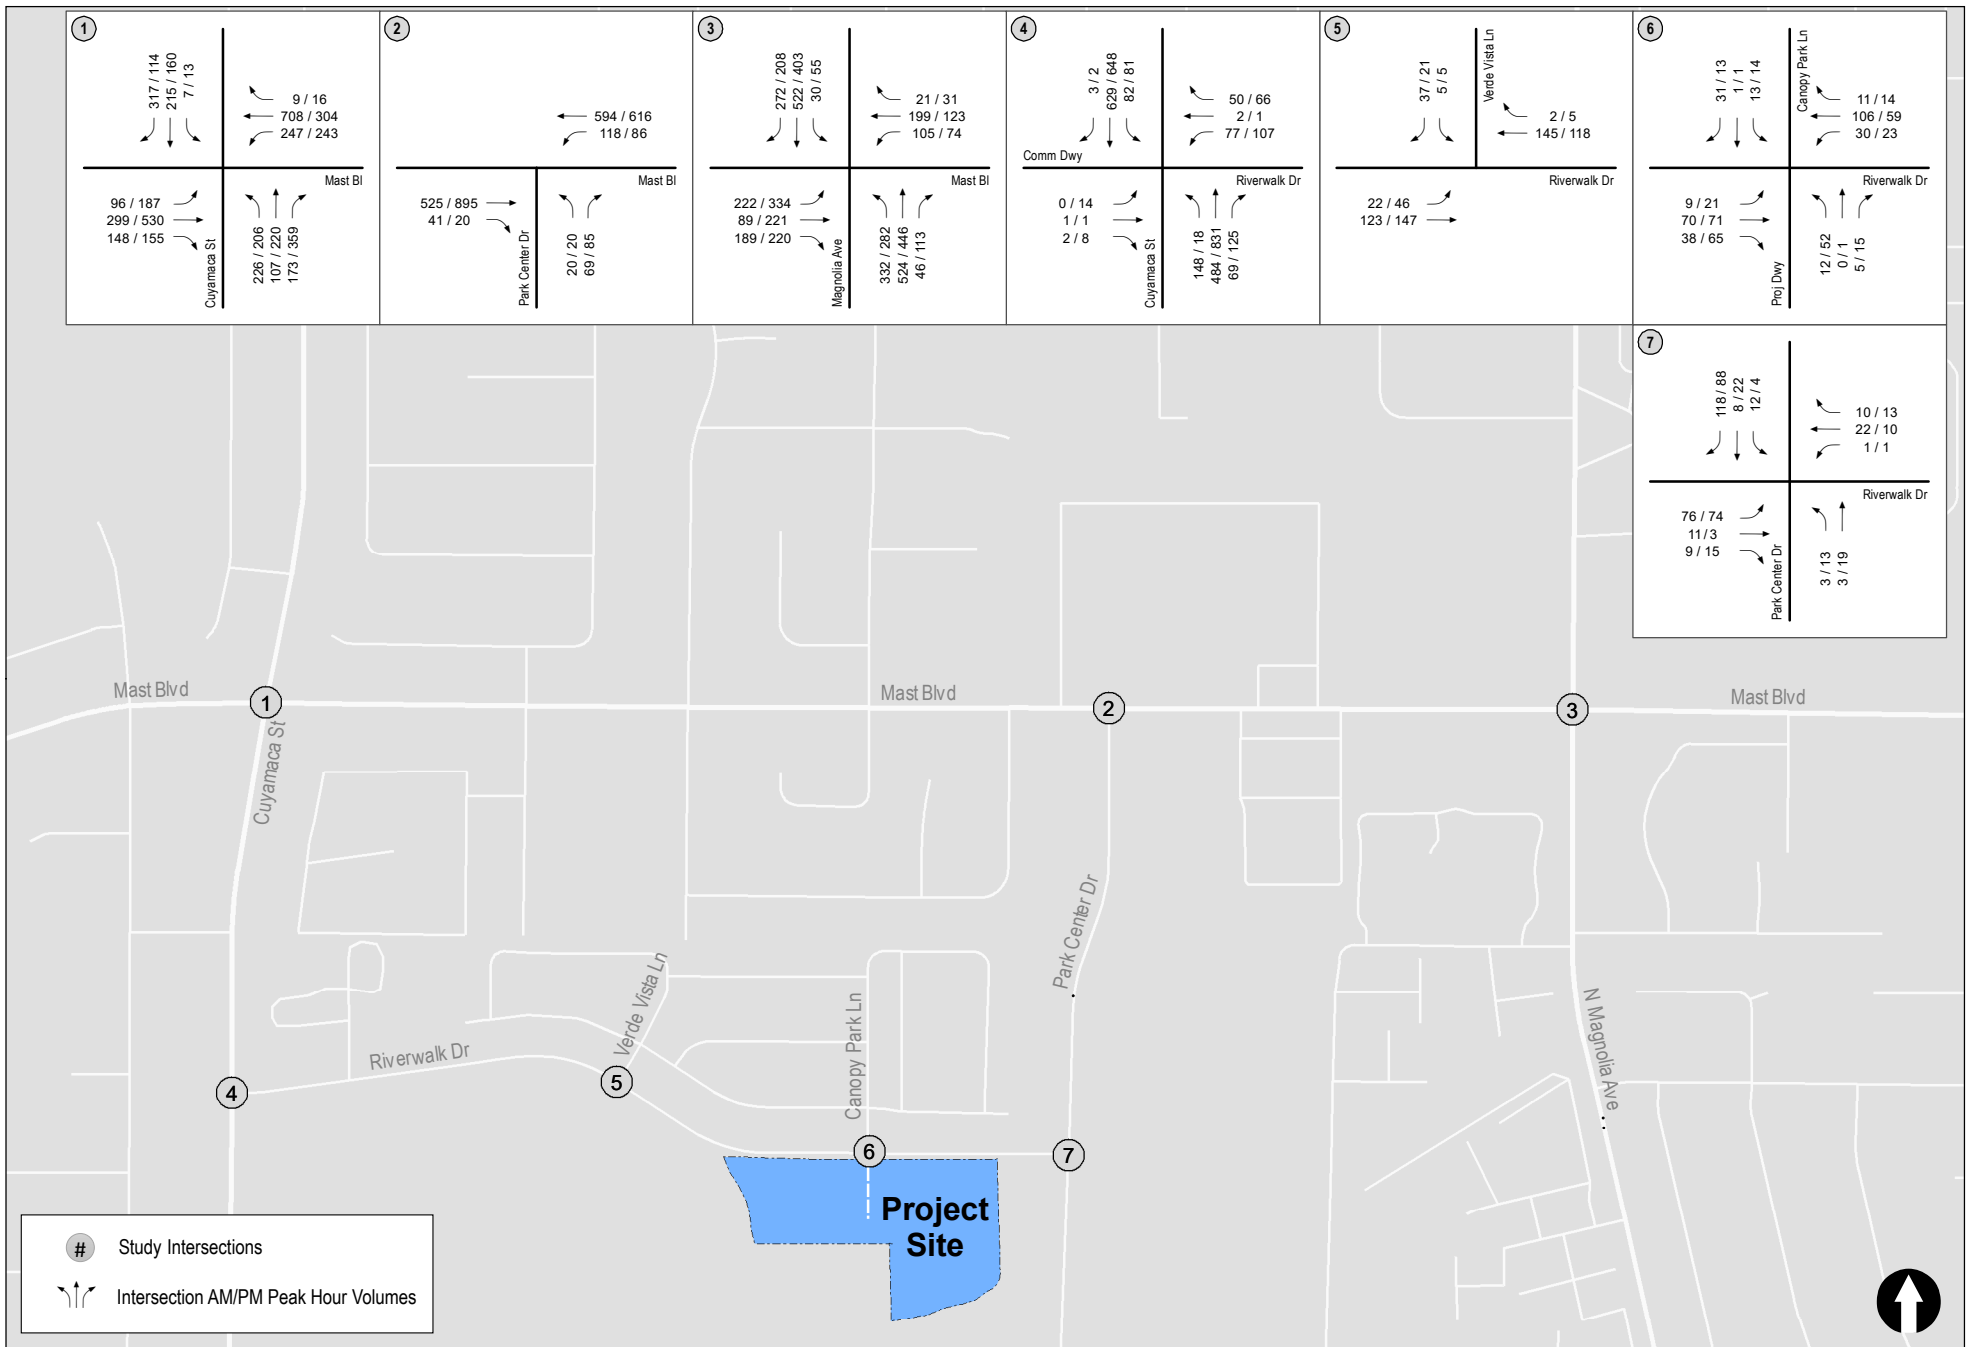 1
317 / 114
215 / 160
7 / 13
9 / 16
708 / 304
247 / 243
Mast Bl
96 / 187
299 / 530
148 / 155
Cuyamaca St
226 / 206
107 / 220
173 / 359
2
594 / 616
118 / 86
Mast Bl
525 / 895
41 / 20
Park Center Dr
20 / 20
69 / 85
3
272 / 208
522 / 403
30 / 55
21 / 31
199 / 123
105 / 74
Mast Bl
222 / 334
89 / 221
189 / 220
Magnolia Ave
332 / 282
524 / 446
46 / 113
4
3 / 2
629 / 648
82 / 81
50 / 66
2 / 1
77 / 107
Comm Dwy
Riverwalk Dr
0 / 14
1 / 1
2 / 8
Cuyamaca St
148 / 18
484 / 831
69 / 125
5
37 / 21
5 / 5
Verde Vista Ln
2 / 5
145 / 118
Riverwalk Dr
22 / 46
123 / 147
6
31 / 13
1 / 1
13 / 14
Canopy Park Ln
11 / 14
106 / 59
30 / 23
Riverwalk Dr
9 / 21
70 / 71
38 / 65
Proj Dwy
12 / 52
0 / 1
5 / 15
7
118 / 88
8 / 22
12 / 4
10 / 13
22 / 10
1 / 1
Riverwalk Dr
76 / 74
11 / 3
9 / 15
Park Center Dr
3 / 13
3 / 19
Mast Blvd
1
Mast Blvd
2
3
Mast Blvd
Cuyamaca St
Park Center Dr
Verde Vista Ln
Canopy Park Ln
N Magnolia Ave
Riverwalk Dr
4
5
6
7
Project
Site
# Study Intersections
Intersection AM/PM Peak Hour Volumes